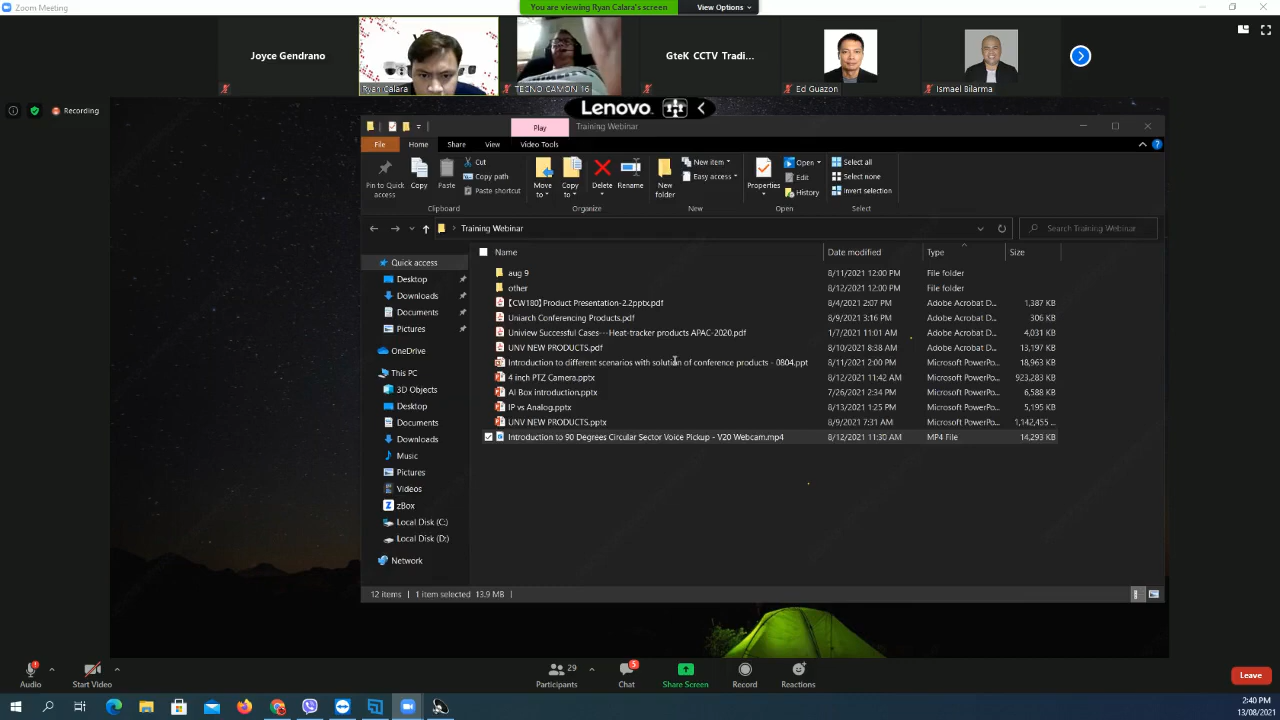 Zoom Meeting
You are viewing Ryan Calara's screen
View Options
Joyce Gendrano
Ryan Calara
TECNO CAMON 16
GteK CCTV Tradi...
Ed Guazon
Ismael Bilarma
Recording
Lenovo
Play
Training Webinar
File
Home
Share
View
Video Tools
Pin to Quick access
Copy
Paste
Cut
Copy path
Paste shortcut
Move to
Copy to
Delete
Rename
New folder
New item
Easy access
Properties
Open
Edit
History
Select all
Select none
Invert selection
Clipboard
Organize
New
Open
Select
Training Webinar
Search Training Webinar
Name
Date modified
Type
Size
Quick access
Desktop
Downloads
Documents
Pictures
OneDrive
This PC
3D Objects
Desktop
Documents
Downloads
Music
Pictures
Videos
zBox
Local Disk (C:)
Local Disk (D:)
Network
aug 9 8/11/2021 12:00 PM File folder
other 8/12/2021 12:00 PM File folder
【CW180】Product Presentation-2.2pptx.pdf 8/4/2021 2:07 PM Adobe Acrobat D... 1,387 KB
Uniarch Conferencing Products.pdf 8/9/2021 3:16 PM Adobe Acrobat D... 306 KB
Uniview Successful Cases---Heat-tracker products APAC-2020.pdf 1/7/2021 11:01 AM Adobe Acrobat D... 4,031 KB
UNV NEW PRODUCTS.pdf 8/10/2021 8:38 AM Adobe Acrobat D... 13,197 KB
Introduction to different scenarios with solution of conference products - 0804.ppt 8/11/2021 2:00 PM Microsoft PowerPo... 18,963 KB
4 inch PTZ Camera.pptx 8/12/2021 11:42 AM Microsoft PowerPo... 923,283 KB
AI Box introduction.pptx 7/26/2021 2:34 PM Microsoft PowerPo... 6,588 KB
IP vs Analog.pptx 8/13/2021 1:25 PM Microsoft PowerPo... 5,195 KB
UNV NEW PRODUCTS.pptx 8/9/2021 7:31 AM Microsoft PowerPo... 1,142,455 ...
Introduction to 90 Degrees Circular Sector Voice Pickup - V20 Webcam.mp4 8/12/2021 11:30 AM MP4 File 14,293 KB
12 items
1 item selected 13.9 MB
Audio
Start Video
29
Participants
5
Chat
Share Screen
Record
Reactions
Leave
2:40 PM
13/08/2021